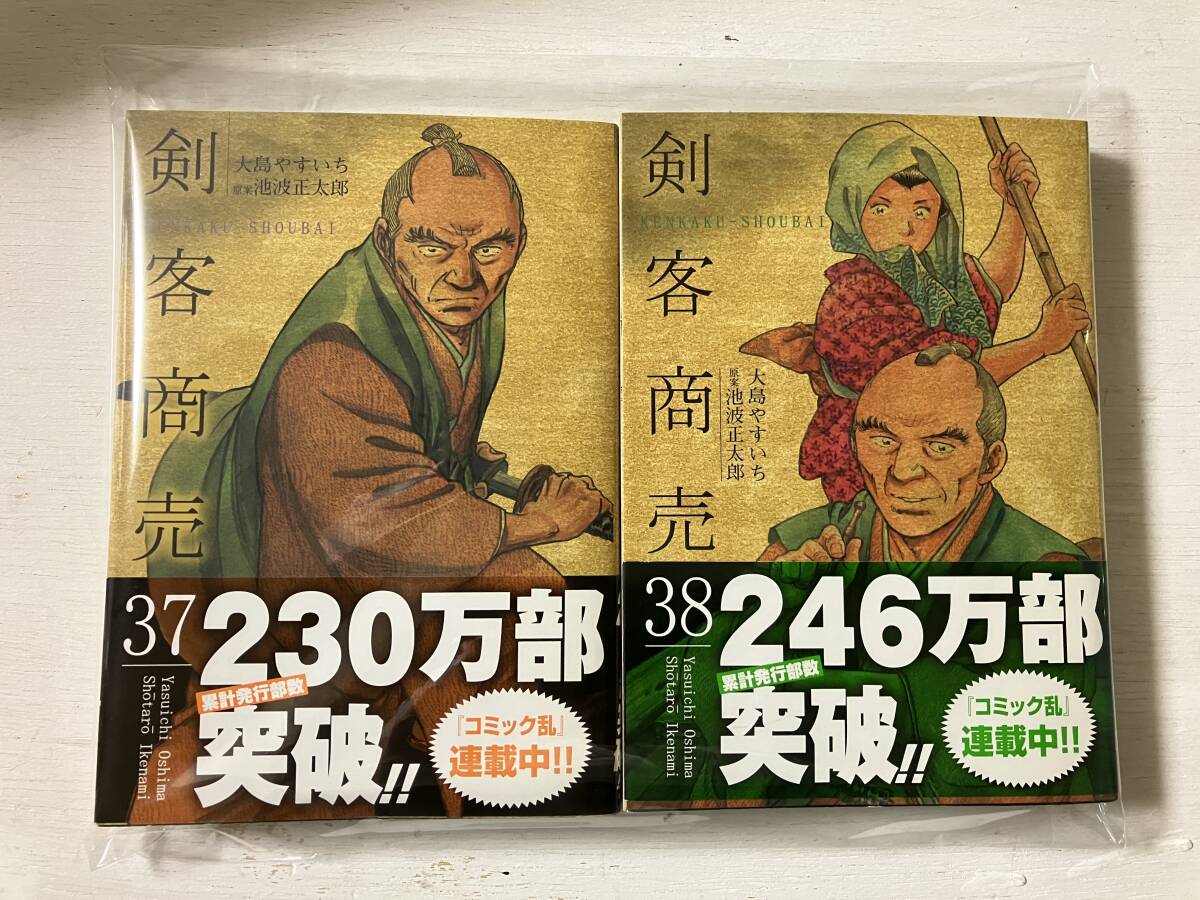 剣客商売
大島やすいち
原案 池波正太郎
KENKAKU-SHOUBAI
37
Yasuichi Oshima
Shōtarō Ikenami
230万部
累計発行部数
突破!!
『コミック乱』
連載中!!
剣客商売
KENKAKU-SHOUBAI
大島やすいち
原案 池波正太郎
38
Yasuichi Oshima
Shōtarō Ikenami
246万部
累計発行部数
突破!!
『コミック乱』
連載中!!